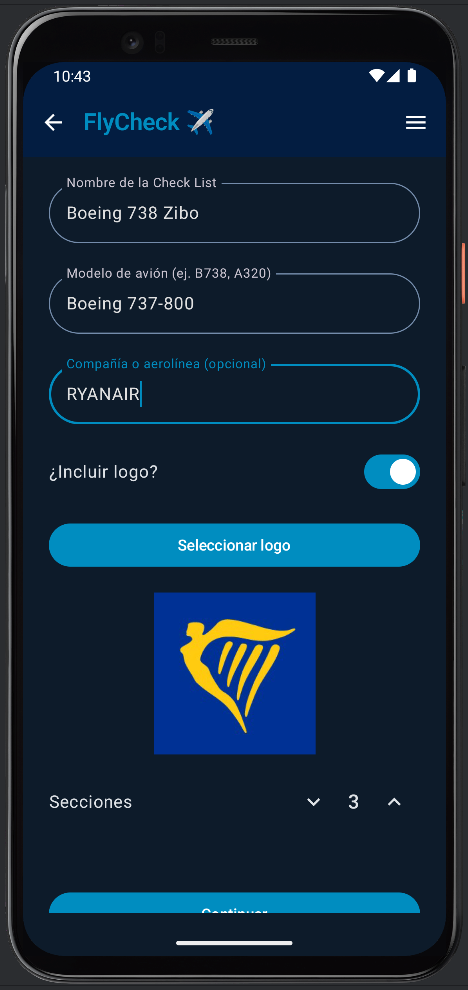 10:43
FlyCheck
Nombre de la Check List
Boeing 738 Zibo
Modelo de avión (ej. B738, A320)
Boeing 737-800
Compañía o aerolínea (opcional)
RYANAIR
¿Incluir logo?
Seleccionar logo
Secciones
3
Continuar